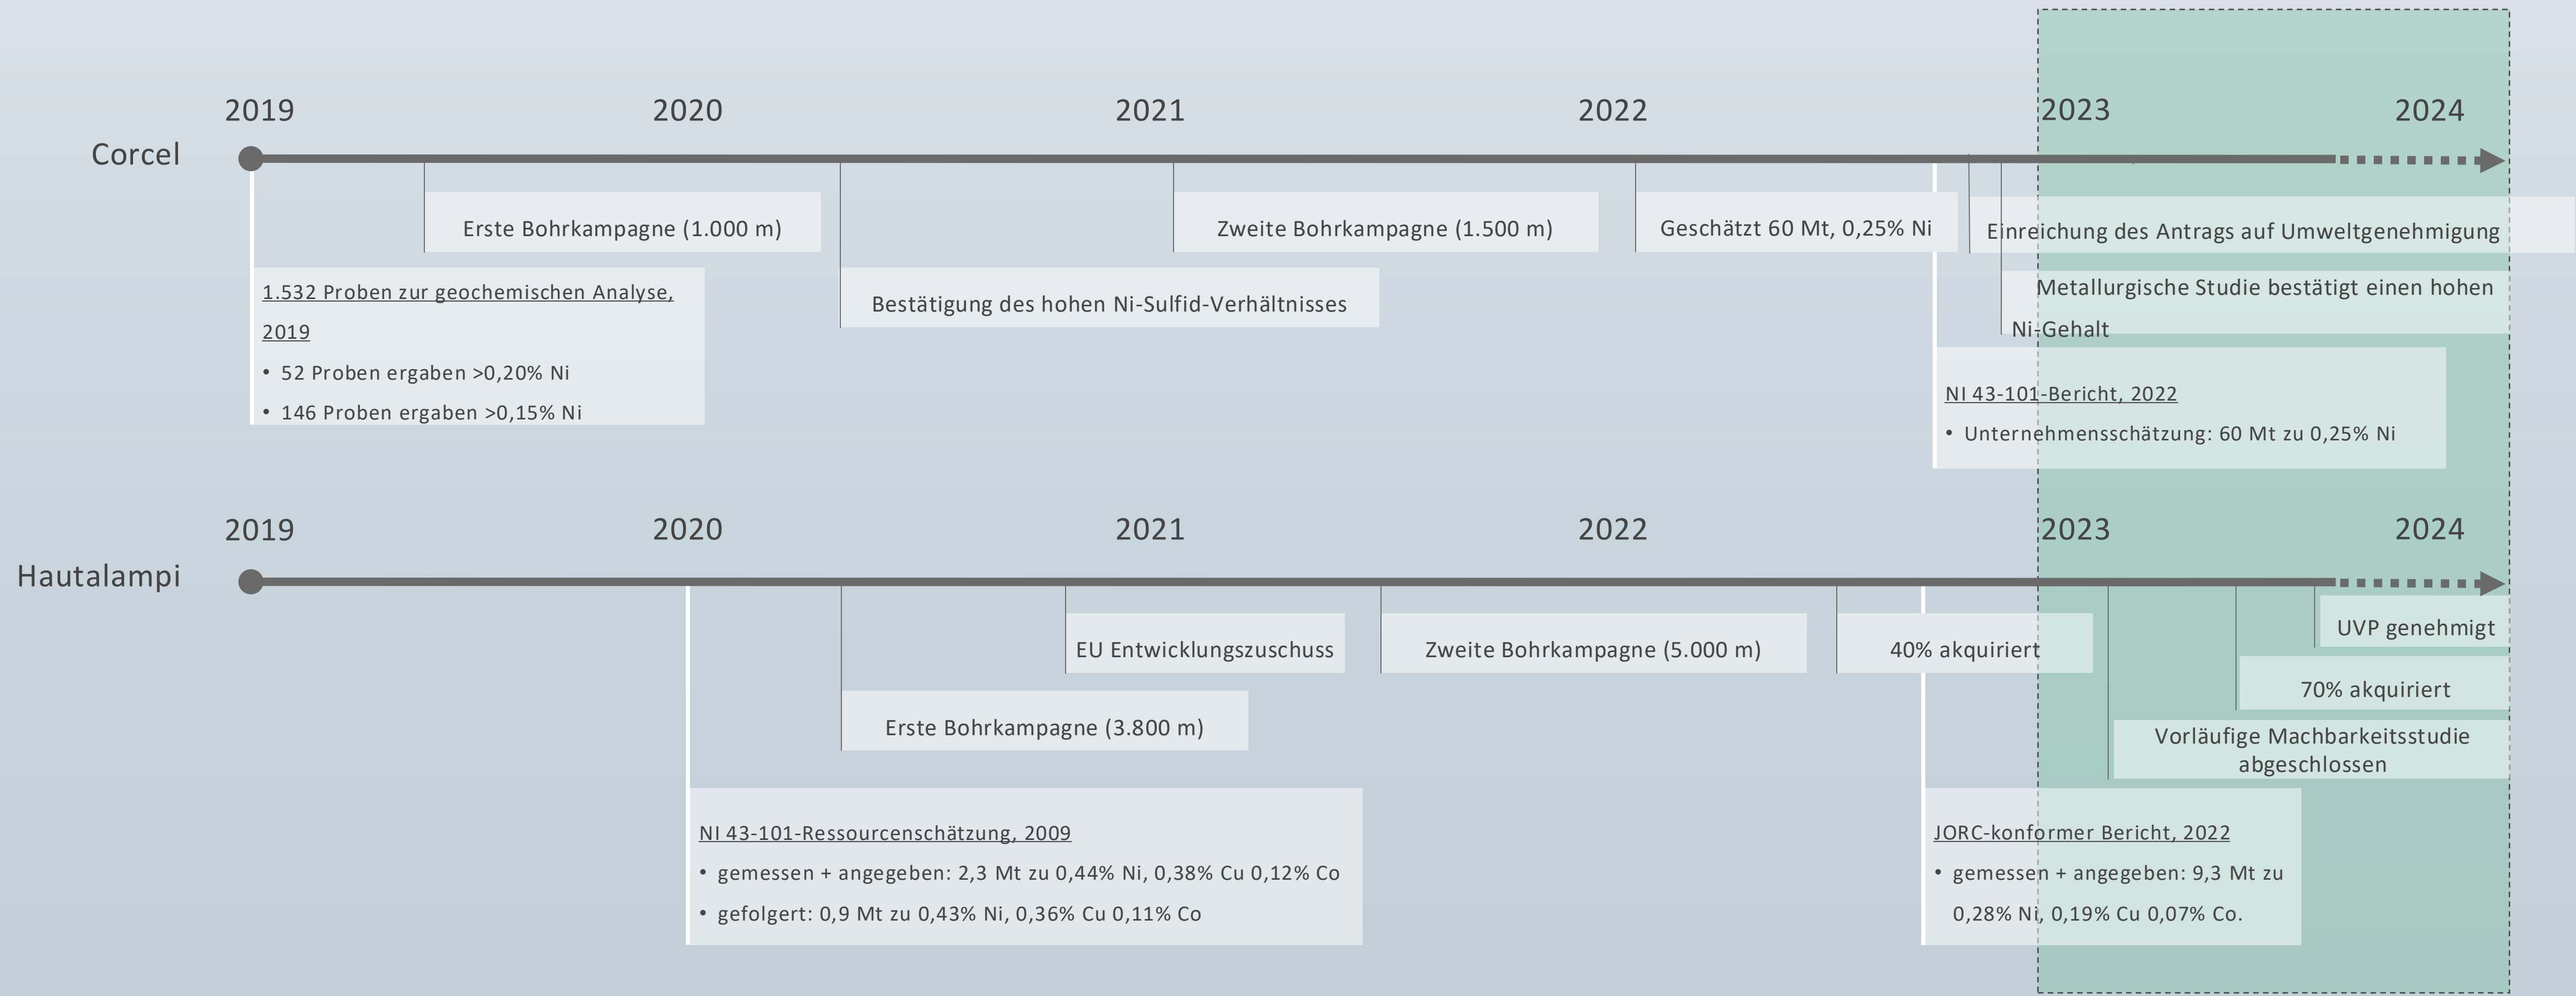 2019 2020 2021 2022 2023 2024
Corcel
Erste Bohrkampagne (1.000 m)
Zweite Bohrkampagne (1.500 m)
Geschätzt 60 Mt, 0,25% Ni
Einreichung des Antrags auf Umweltgenehmigung
1.532 Proben zur geochemischen Analyse,
2019
• 52 Proben ergaben >0,20% Ni
• 146 Proben ergaben >0,15% Ni
Bestätigung des hohen Ni-Sulfid-Verhältnisses
Metallurgische Studie bestätigt einen hohen
Ni-Gehalt
NI 43-101-Bericht, 2022
• Unternehmensschätzung: 60 Mt zu 0,25% Ni
2019 2020 2021 2022 2023 2024
Hautalampi
EU Entwicklungszuschuss
Zweite Bohrkampagne (5.000 m)
40% akquiriert
UVP genehmigt
70% akquiriert
Erste Bohrkampagne (3.800 m)
Vorläufige Machbarkeitsstudie
abgeschlossen
NI 43-101-Ressourcenschätzung, 2009
• gemessen + angegeben: 2,3 Mt zu 0,44% Ni, 0,38% Cu 0,12% Co
• gefolgert: 0,9 Mt zu 0,43% Ni, 0,36% Cu 0,11% Co
JORC-konformer Bericht, 2022
• gemessen + angegeben: 9,3 Mt zu
0,28% Ni, 0,19% Cu 0,07% Co.